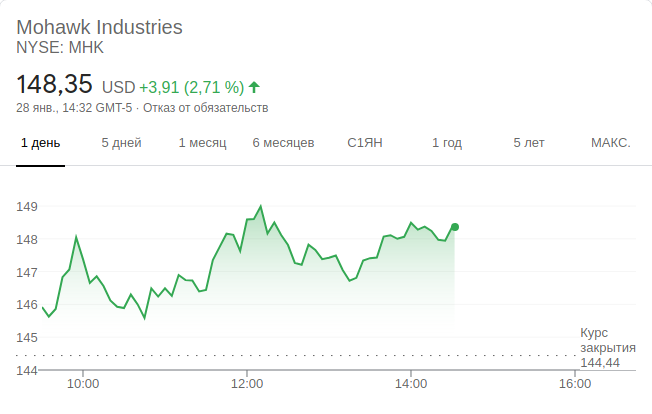 Mohawk Industries
NYSE: MHK
148,35 USD +3,91 (2,71 %)
28 янв., 14:32 GMT-5 · Отказ от обязательств
1 день 5 дней 1 месяц 6 месяцев С1ЯН 1 год 5 лет МАКС.
149
148
147
146
145
144
Курс
закрытия
144,44
10:00 12:00 14:00 16:00